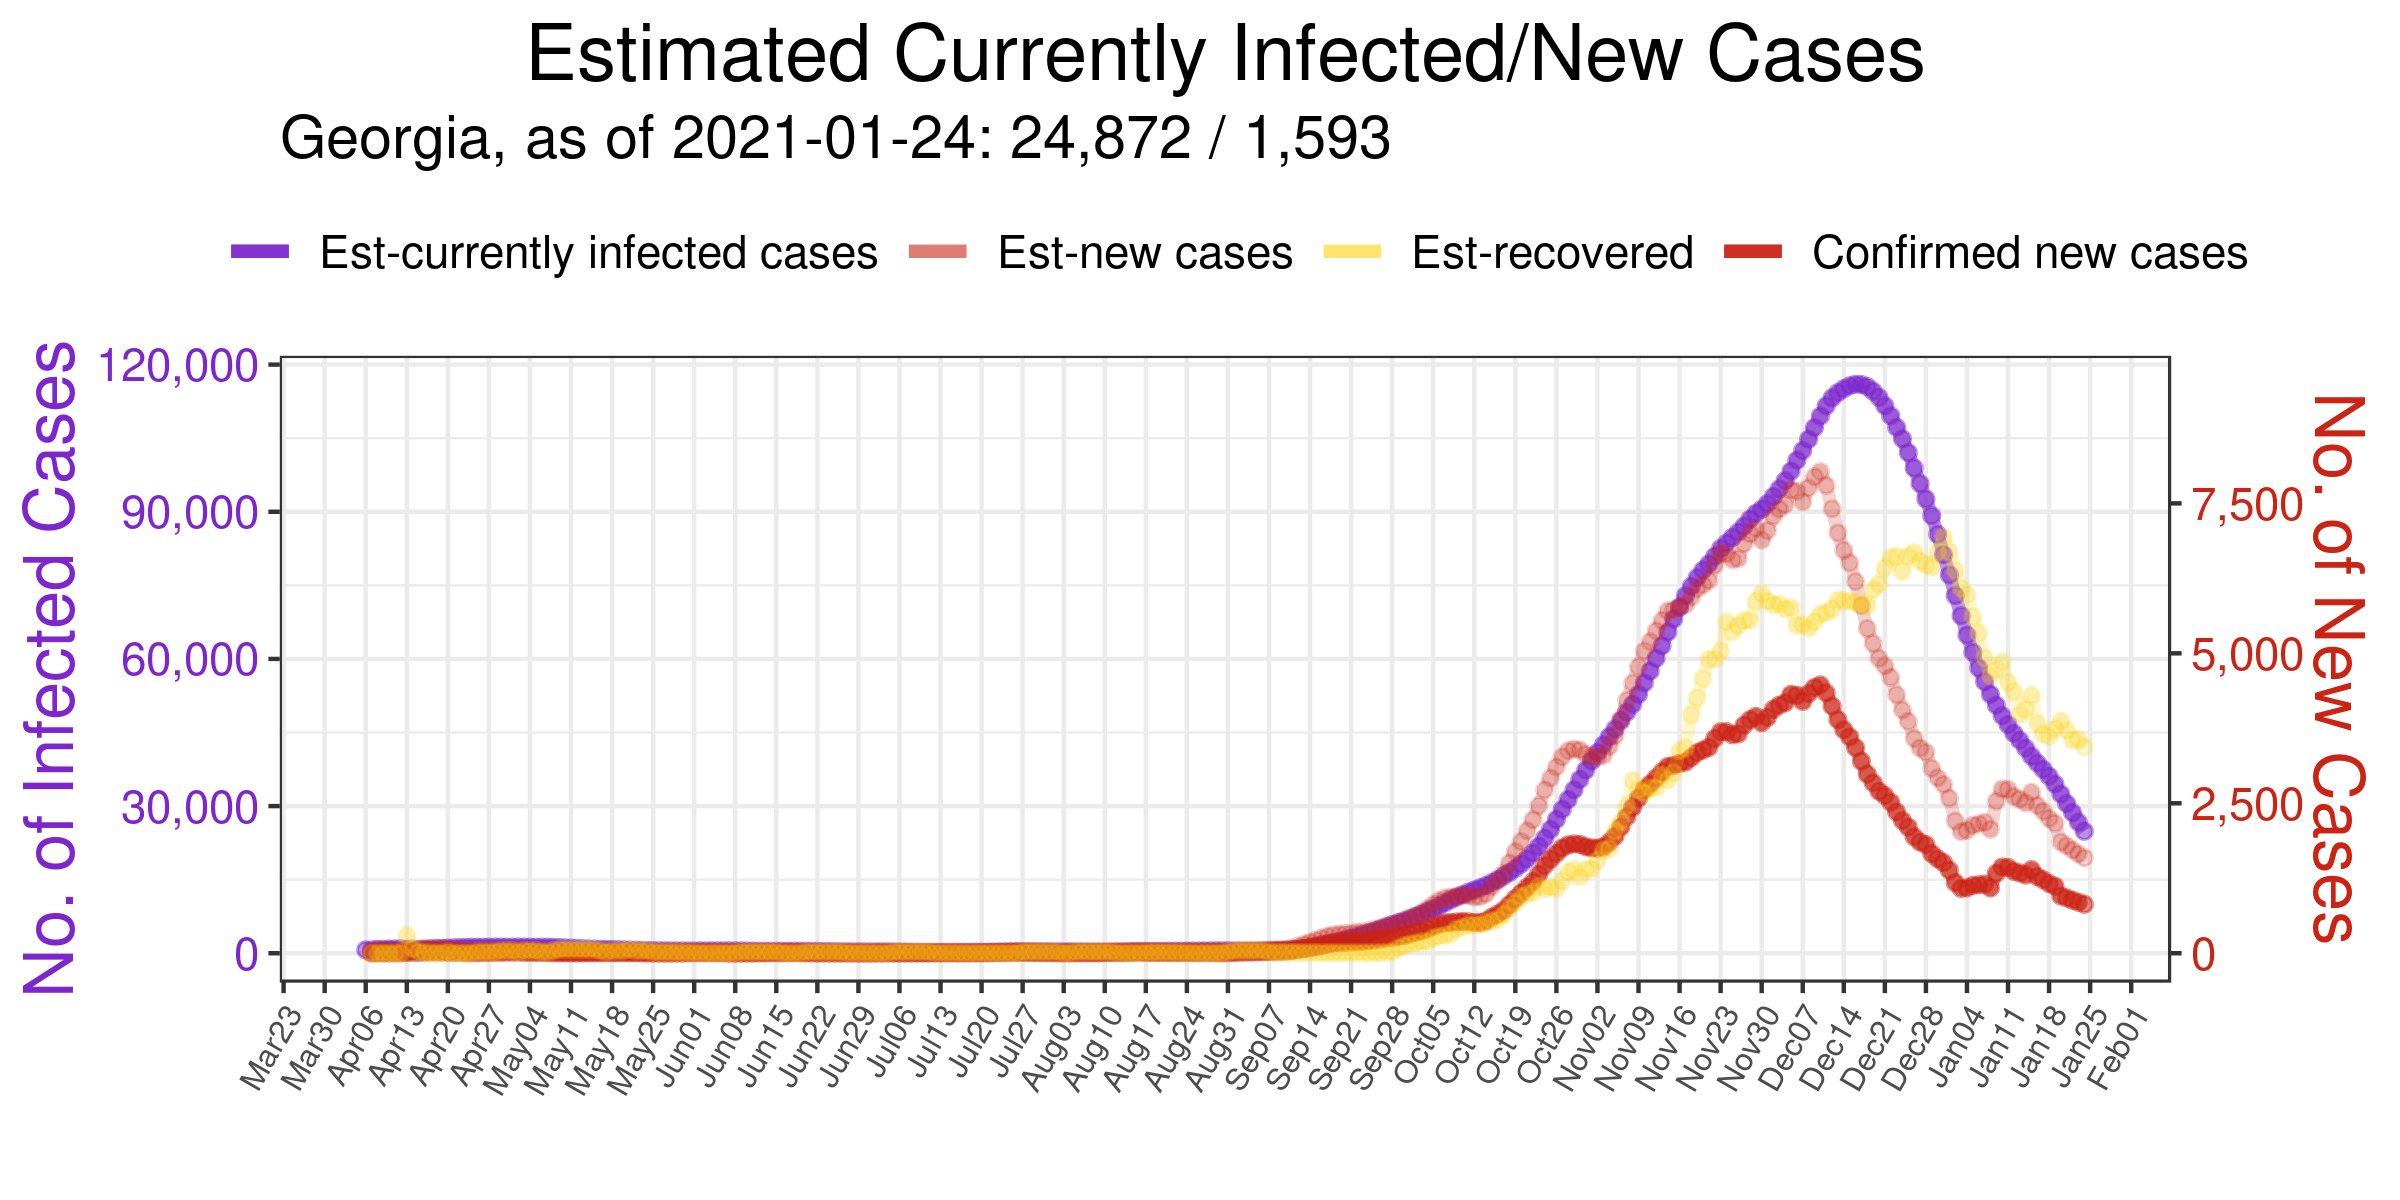 Estimated Currently Infected/New Cases
Georgia, as of 2021-01-24: 24,872 / 1,593
Est-currently infected cases Est-new cases Est-recovered Confirmed new cases
No. of Infected Cases
120,000
90,000
60,000
30,000
0
7,500
5,000
2,500
0
No. of New Cases
Mar23 Mar30 Apr06 Apr13 Apr20 Apr27 May04 May11 May18 May25 Jun01 Jun08 Jun15 Jun22 Jun29 Jul06 Jul13 Jul20 Jul27 Aug03 Aug10 Aug17 Aug24 Aug31 Sep07 Sep14 Sep21 Sep28 Oct05 Oct12 Oct19 Oct26 Nov02 Nov09 Nov16 Nov23 Nov30 Dec07 Dec14 Dec21 Dec28 Jan04 Jan11 Jan18 Jan25 Feb01